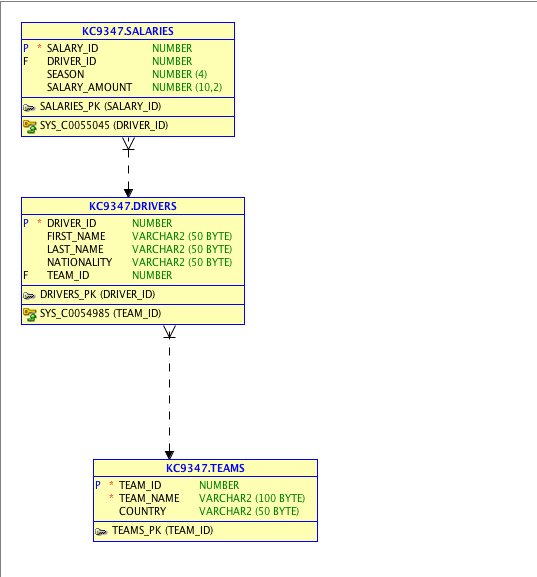 KC9347.SALARIES
P * SALARY_ID NUMBER
F DRIVER_ID NUMBER
SEASON NUMBER (4)
SALARY_AMOUNT NUMBER (10,2)
SALARIES_PK (SALARY_ID)
SYS_C0055045 (DRIVER_ID)
KC9347.DRIVERS
P * DRIVER_ID NUMBER
FIRST_NAME VARCHAR2 (50 BYTE)
LAST_NAME VARCHAR2 (50 BYTE)
NATIONALITY VARCHAR2 (50 BYTE)
F TEAM_ID NUMBER
DRIVERS_PK (DRIVER_ID)
SYS_C0054985 (TEAM_ID)
KC9347.TEAMS
P * TEAM_ID NUMBER
* TEAM_NAME VARCHAR2 (100 BYTE)
COUNTRY VARCHAR2 (50 BYTE)
TEAMS_PK (TEAM_ID)